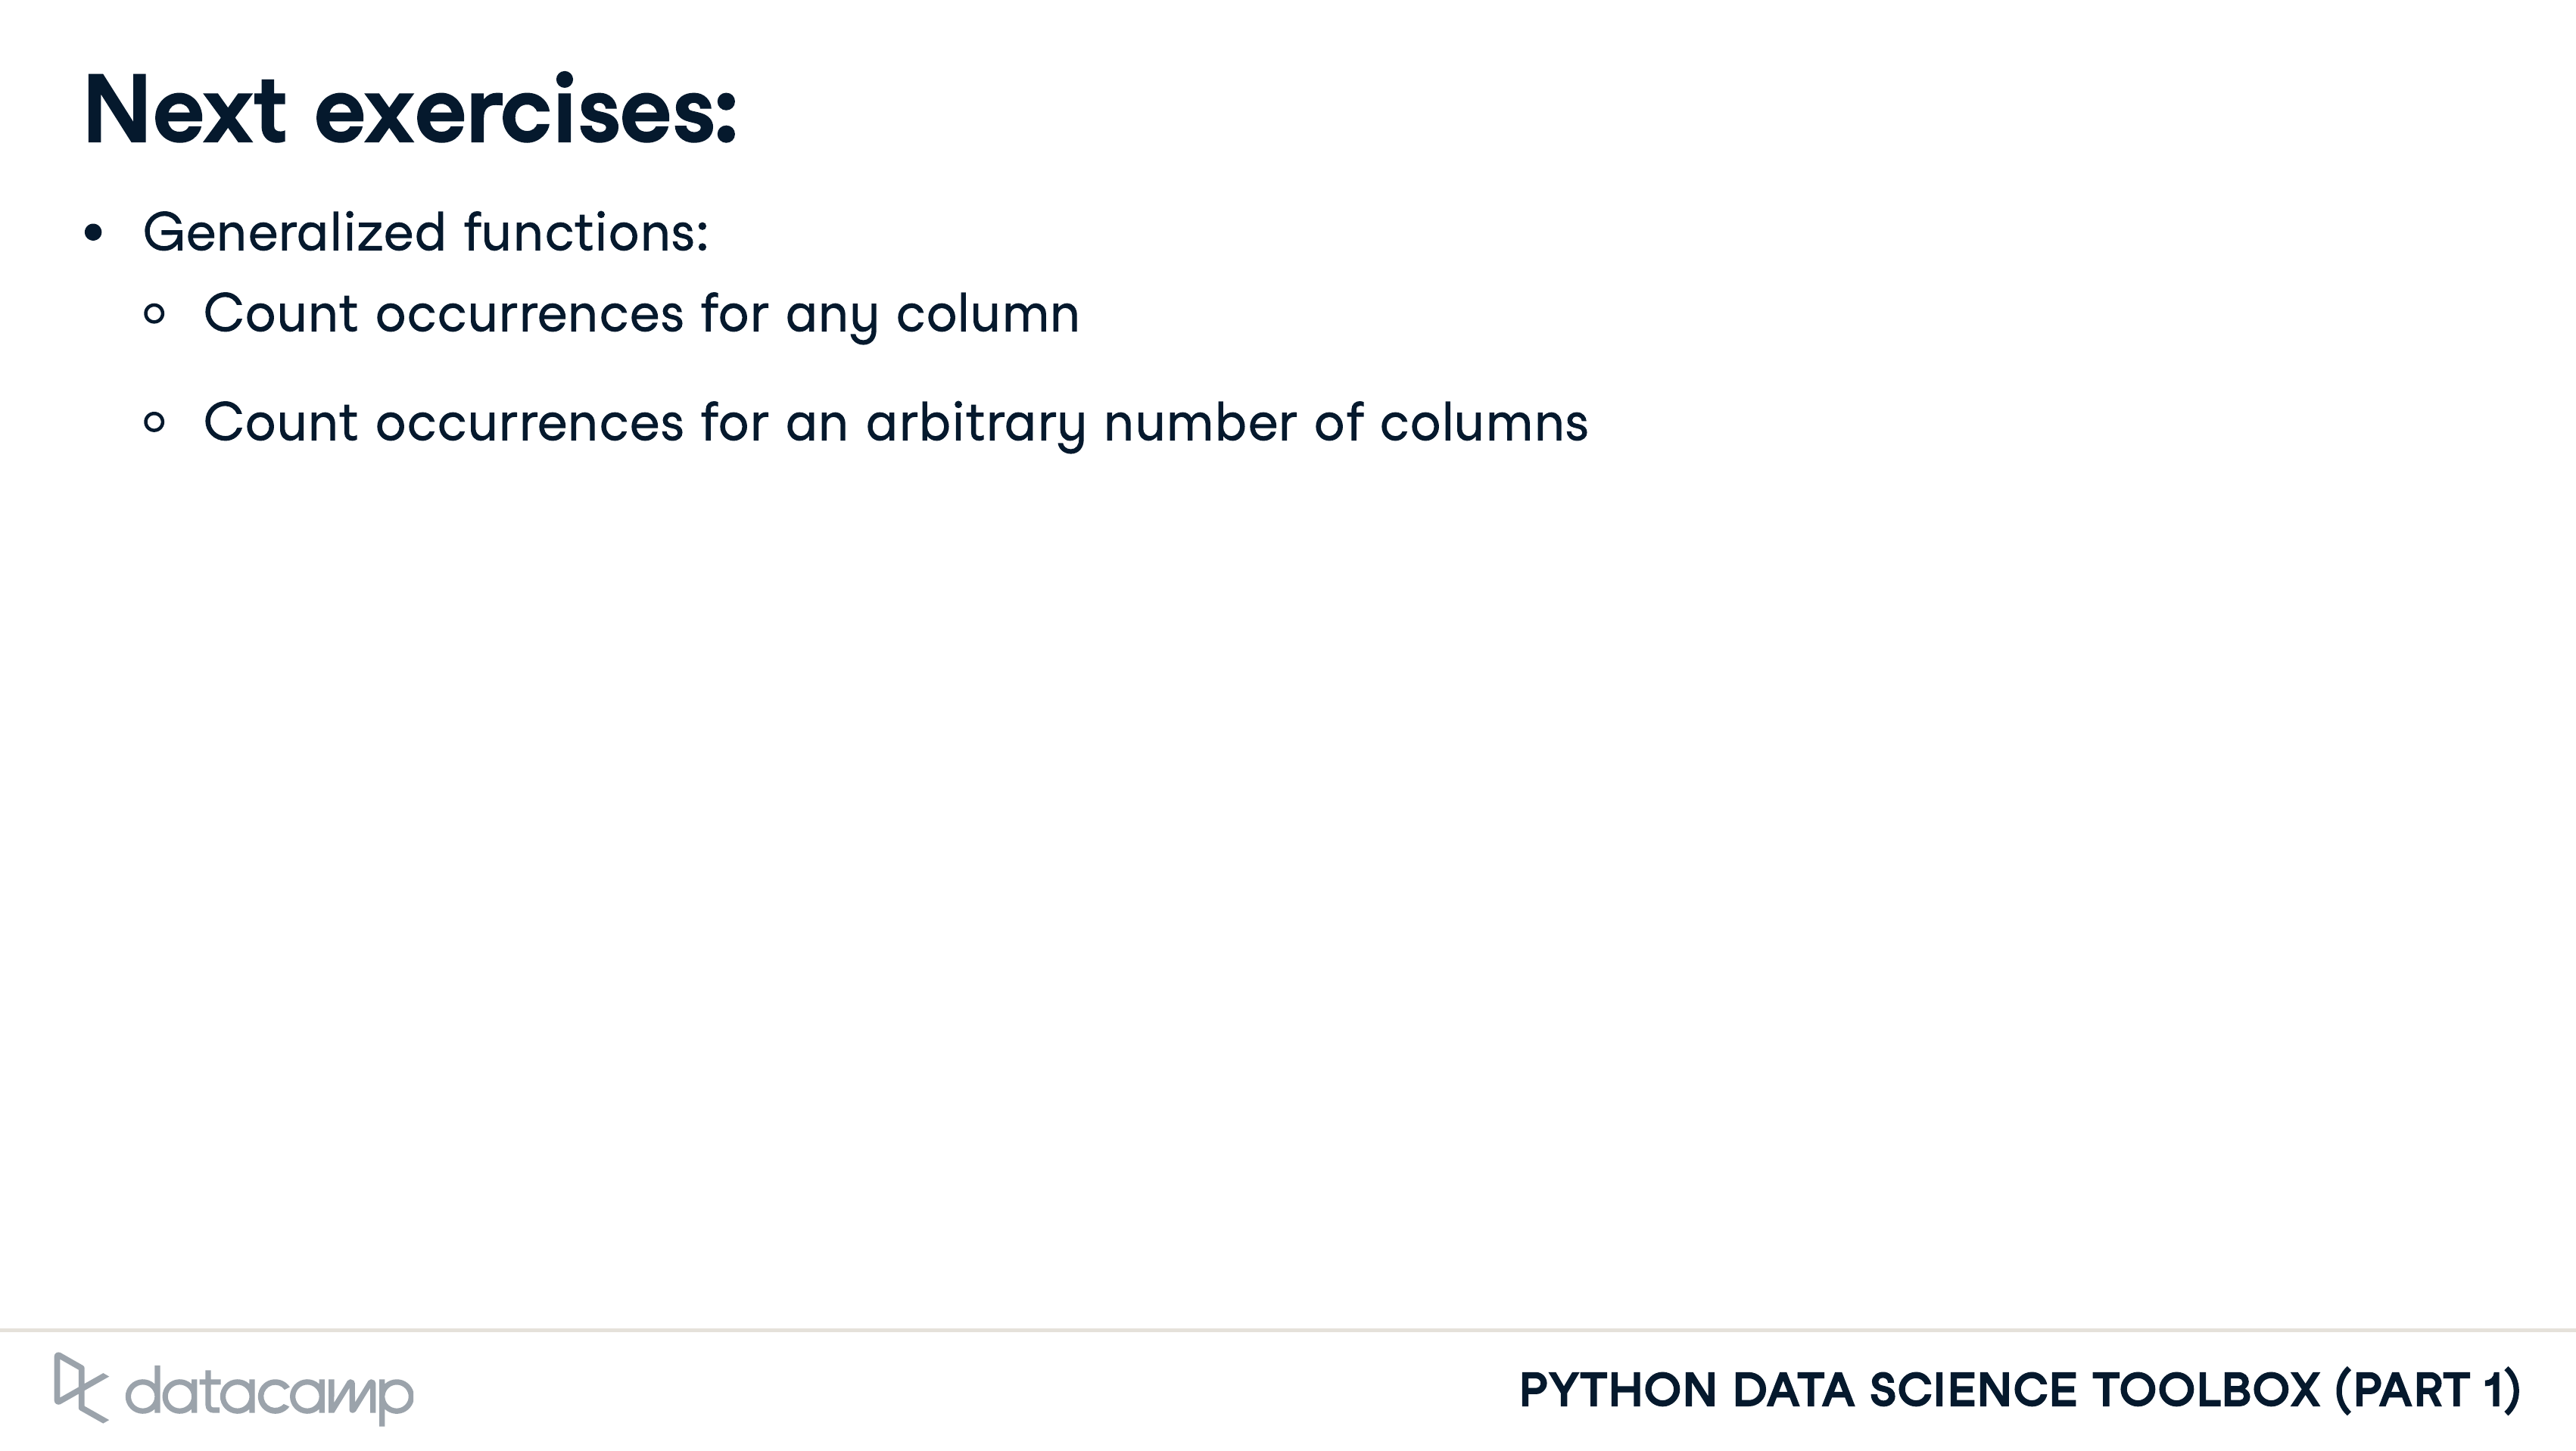 Next exercises:
• Generalized functions:
○ Count occurrences for any column
○ Count occurrences for an arbitrary number of columns
datacamp
PYTHON DATA SCIENCE TOOLBOX (PART 1)